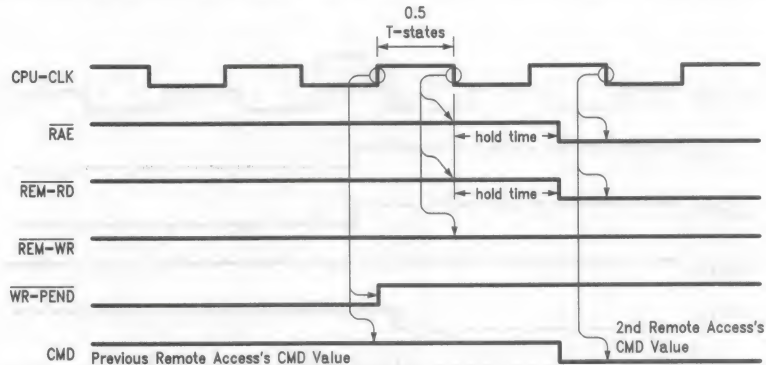 0.5
T-states
CPU-CLK
RAE
hold time
REM-RD
hold time
REM-WR
WR-PEND
2nd Remote Access's
CMD Value
CMD
Previous Remote Access's CMD Value